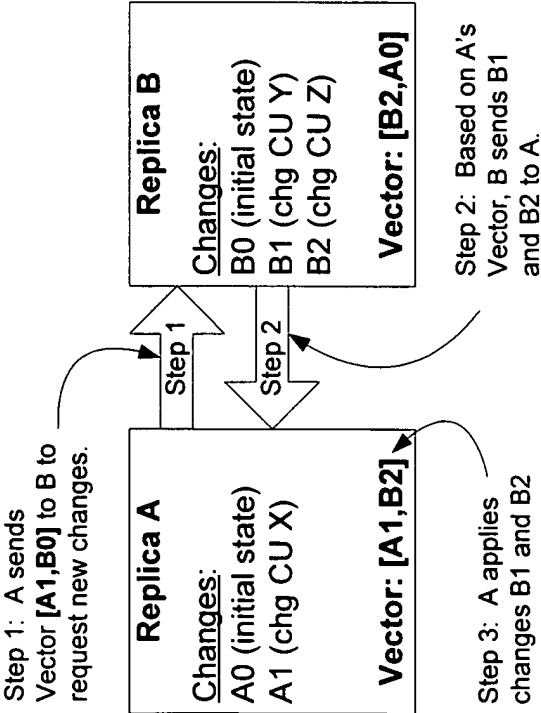 Step 1: A sends
Vector [A1,B0] to B to
request new changes.
Replica A
Changes:
A0 (initial state)
A1 (chg CU X)
Vector: [A1,B2]
Step 1
Step 2
Replica B
Changes:
B0 (initial state)
B1 (chg CU Y)
B2 (chg CU Z)
Vector: [B2,A0]
Step 3: A applies
changes B1 and B2
Step 2: Based on A's
Vector, B sends B1
and B2 to A.